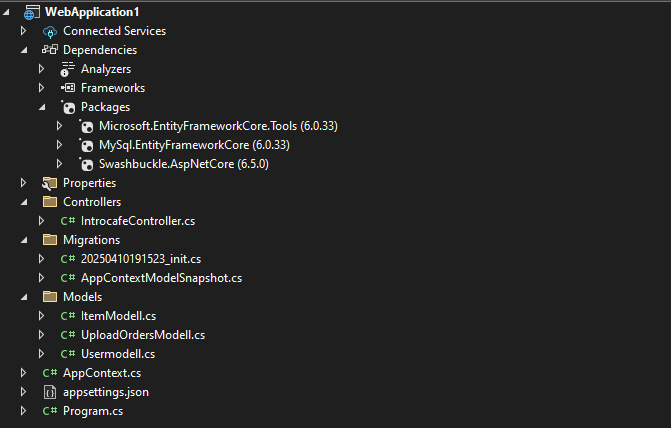 WebApplication1
Connected Services
Dependencies
Analyzers
Frameworks
Packages
Microsoft.EntityFrameworkCore.Tools (6.0.33)
MySql.EntityFrameworkCore (6.0.33)
Swashbuckle.AspNetCore (6.5.0)
Properties
Controllers
C# IntrocafeController.cs
Migrations
C# 20250410191523_init.cs
C# AppContextModelSnapshot.cs
Models
C# ItemModell.cs
C# UploadOrdersModell.cs
C# Usermodell.cs
C# AppContext.cs
appsettings.json
C# Program.cs